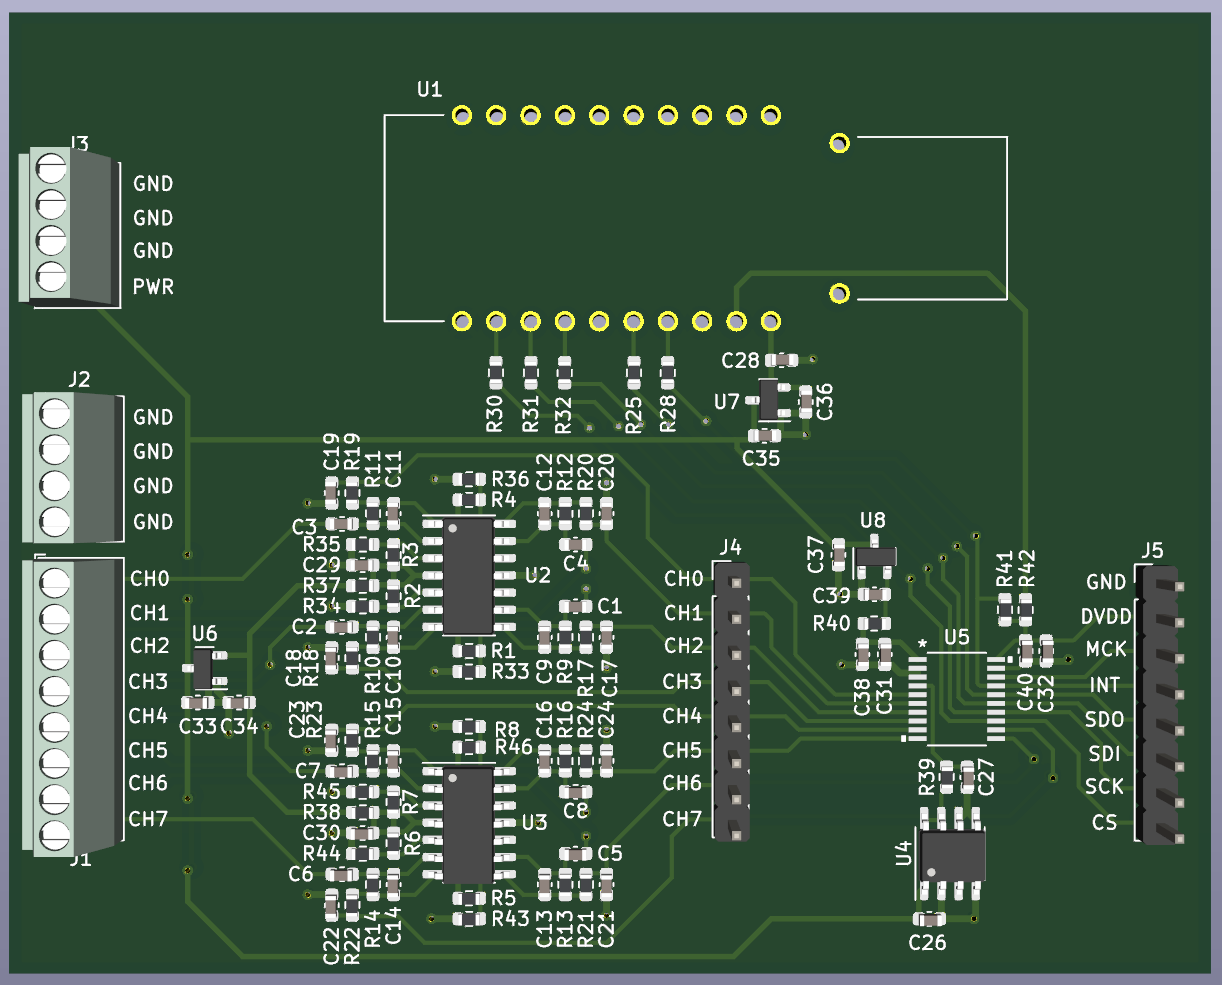 U1
J3
GND
GND
GND
PWR
C28
J2
U7
C36
GND
R30
R31
R32
R25
R28
GND
C35
GND
C19
R19
R11
C11
R36
C12
R12
R20
C20
R4
GND
C3
U8
R35
R3
C4
C37
J4
J5
C29
U2
CH0
R37
CH0
R41
R42
GND
R2
C39
R34
C1
CH1
CH1
DVDD
C2
R40
U6
*
U5
CH2
R1
CH2
MCK
C18
R18
R10
C10
R33
C9
R9
R17
C17
CH3
CH3
C38
C31
C40
C32
INT
CH4
C33
C34
C23
R23
R15
C15
R8
C16
R16
R24
C24
CH4
SDO
R46
CH5
CH5
SDI
C7
R39
C27
CH6
R45
R7
C8
CH6
SCK
R38
CH7
U3
CH7
CS
C30
R6
R44
C5
U4
J1
C6
R5
R43
C22
R22
R14
C14
C13
R13
R21
C21
C26